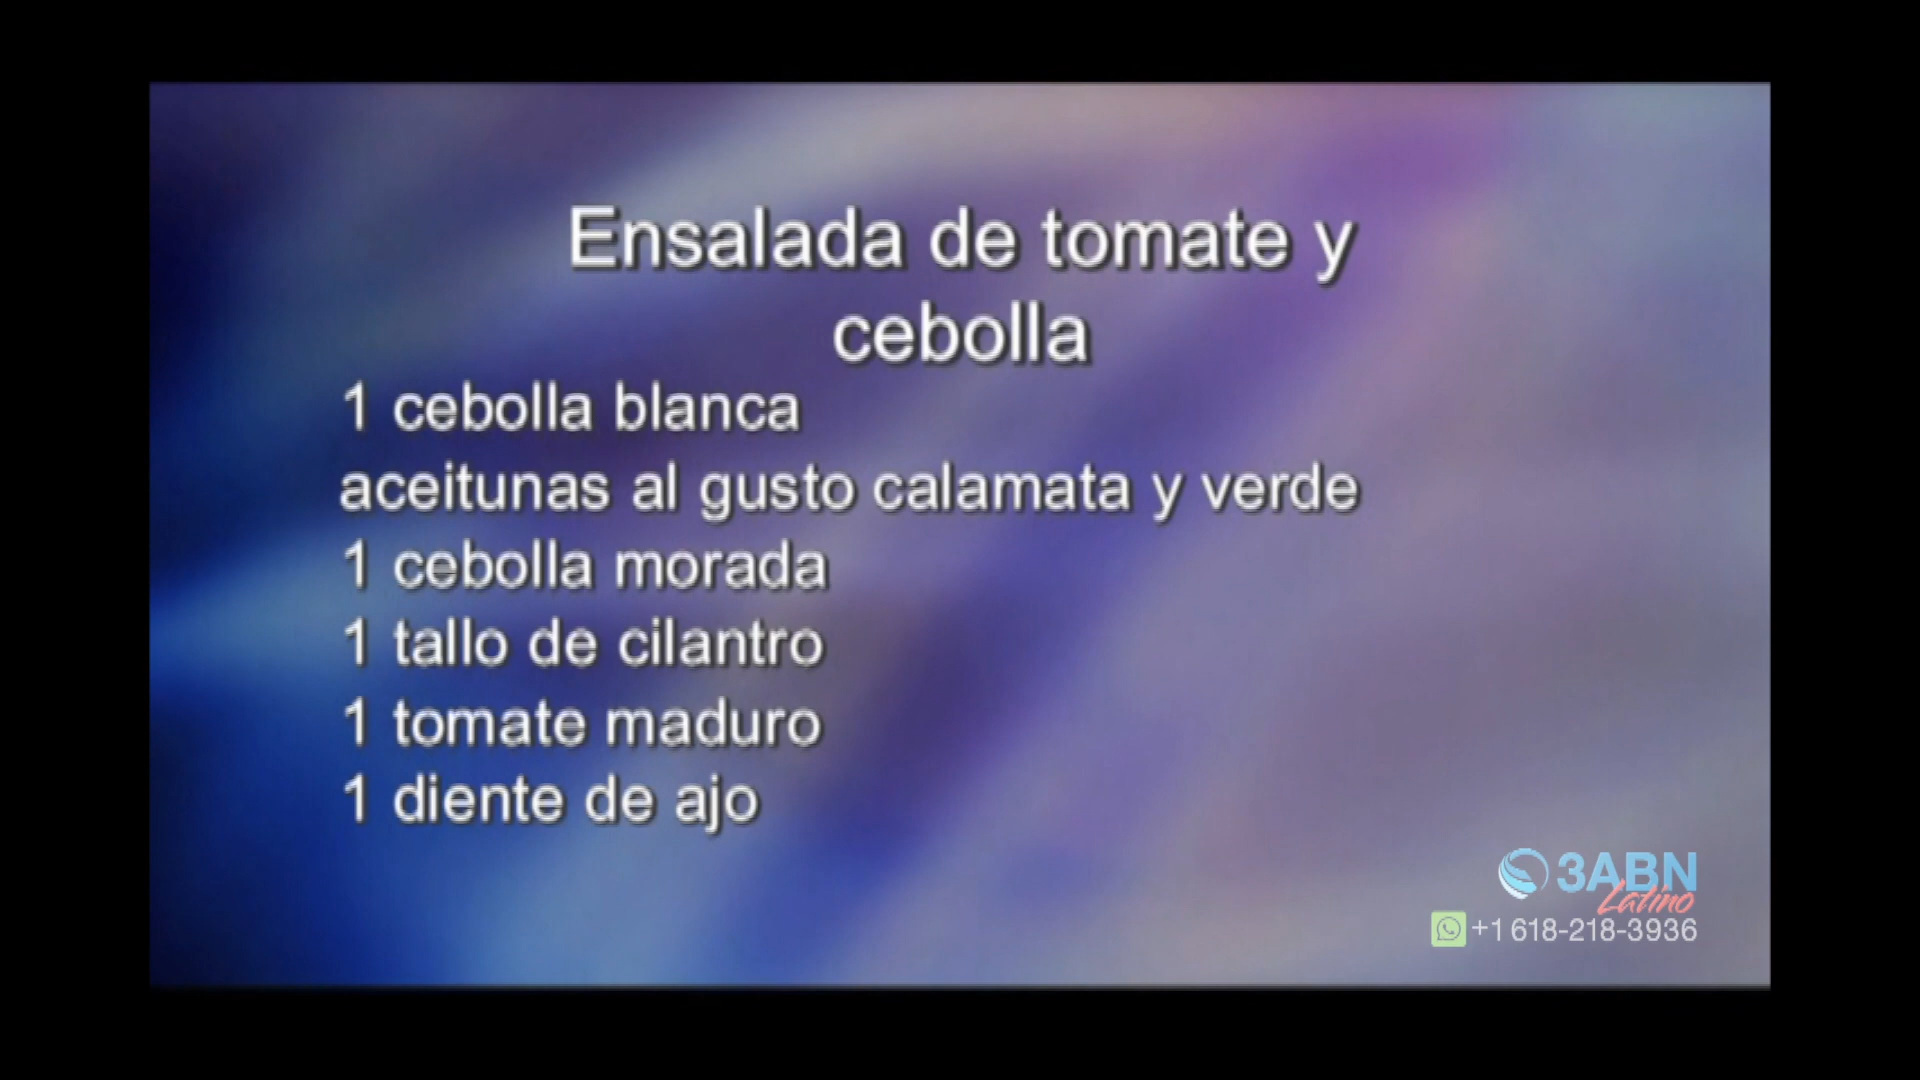 Ensalada de tomate y
cebolla
1 cebolla blanca
aceitunas al gusto calamata y verde
1 cebolla morada
1 tallo de cilantro
1 tomate maduro
1 diente de ajo
3ABN
Latino
+1 618-218-3936